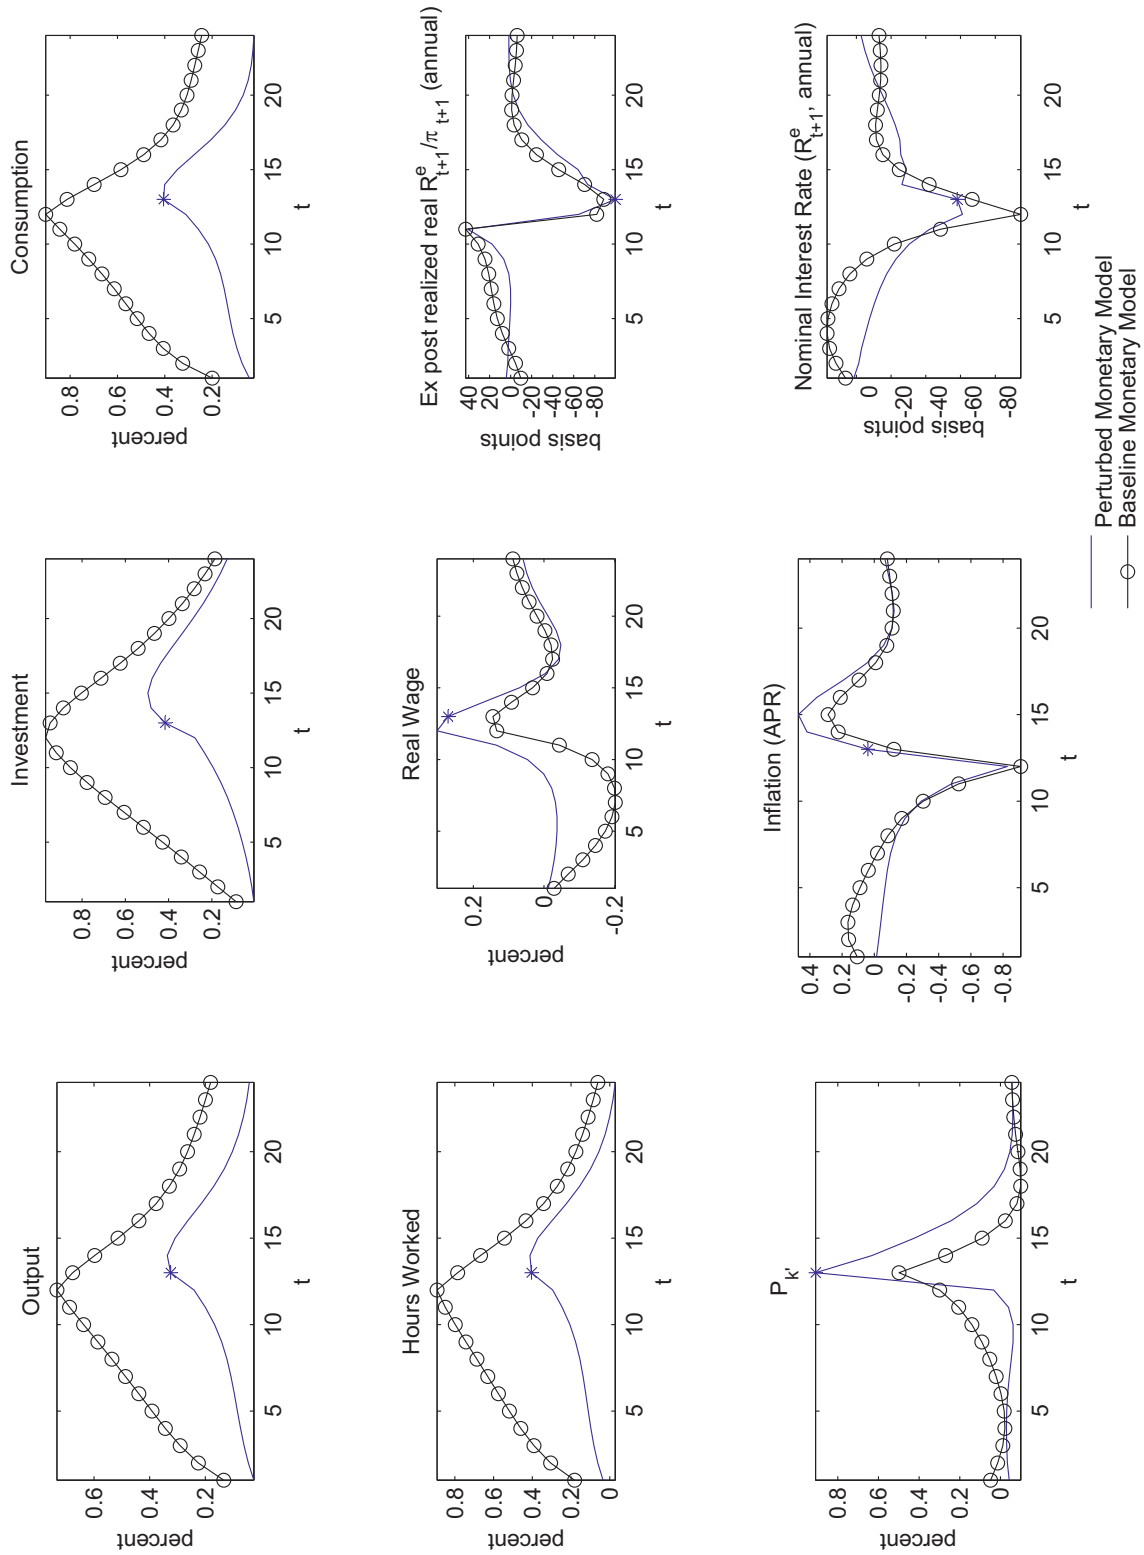 Output
percent
0.6
0.4
0.2
5 10 15 20
t
Investment
percent
0.8
0.6
0.4
0.2
5 10 15 20
t
Consumption
percent
0.8
0.6
0.4
0.2
5 10 15 20
t
Hours Worked
percent
0.8
0.6
0.4
0.2
0
5 10 15 20
t
Real Wage
percent
0.2
0
-0.2
5 10 15 20
t
Ex post realized real R^e_{t+1}/π_{t+1} (annual)
basis points
40
20
0
-20
-40
-60
-80
5 10 15 20
t
P_{k'}
percent
0.8
0.6
0.4
0.2
0
5 10 15 20
t
Inflation (APR)
0.4
0.2
0
-0.2
-0.4
-0.6
-0.8
5 10 15 20
t
Nominal Interest Rate (R^e_{t+1}, annual)
basis points
0
-20
-40
-60
-80
5 10 15 20
t
Perturbed Monetary Model
Baseline Monetary Model